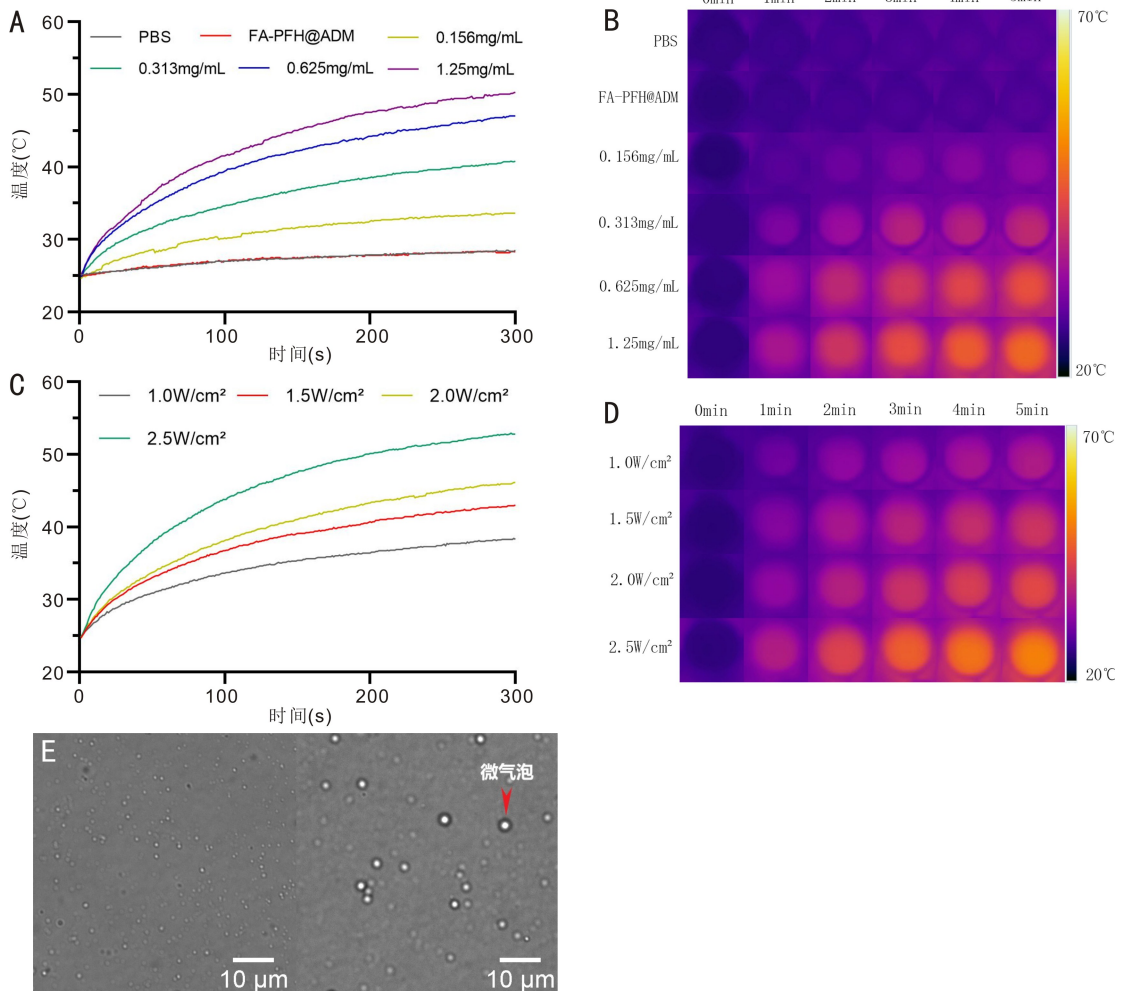 A
60
PBS
FA-PFH@ADM
0.156mg/mL
0.313mg/mL
0.625mg/mL
1.25mg/mL
50
40
30
20
温度(℃)
0
100
200
300
时间(s)
B
70℃
PBS
FA-PFH@ADM
0.156mg/mL
0.313mg/mL
0.625mg/mL
1.25mg/mL
20℃
C
60
1.0W/cm²
1.5W/cm²
2.0W/cm²
2.5W/cm²
50
40
30
20
温度(℃)
0
100
200
300
时间(s)
D
0min
1min
2min
3min
4min
5min
70℃
1.0W/cm²
1.5W/cm²
2.0W/cm²
2.5W/cm²
20℃
E
微气泡
10 μm
10 μm